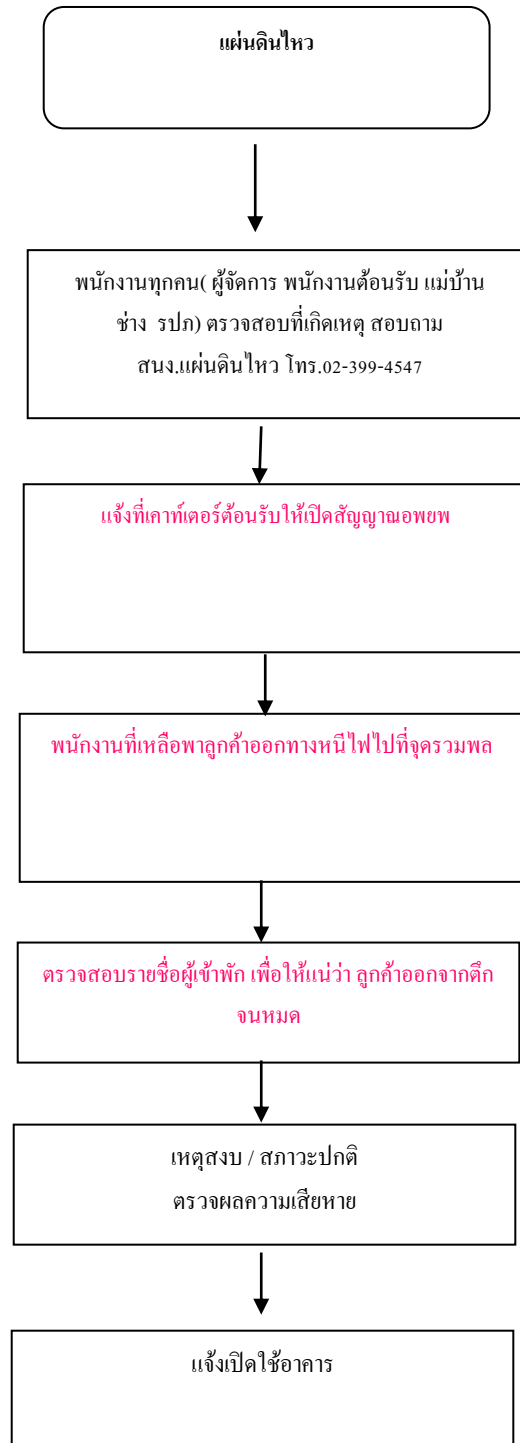 แผ่นดินไหว
พนักงานทุกคน( ผู้จัดการ พนักงานต้อนรับ แม่บ้าน
ช่าง รปภ) ตรวจสอบที่เกิดเหตุ สอบถาม
สนง.แผ่นดินไหว โทร.02-399-4547
แจ้งที่เคาท์เตอร์ต้อนรับให้เปิดสัญญาณอพยพ
พนักงานที่เหลือพาลูกค้าออกทางหนีไฟไปที่จุดรวมพล
ตรวจสอบรายชื่อผู้เข้าพัก เพื่อให้แน่ว่า ลูกค้าออกจากตึก
จนหมด
เหตุสงบ / สภาวะปกติ
ตรวจผลความเสียหาย
แจ้งเปิดใช้อาคาร